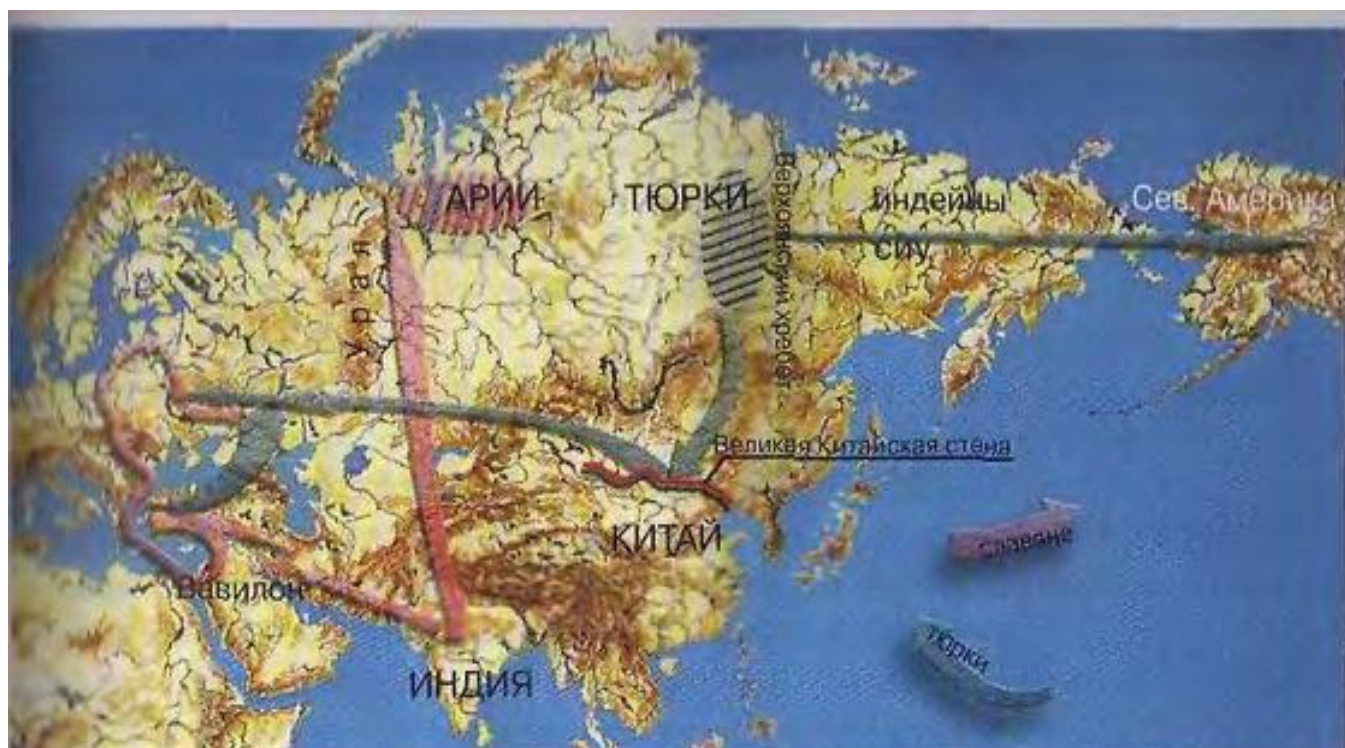 АРИИ
ТЮРКИ
Верхоянский хребет
Индейцы
Сиу
Сев. Америка
Урал
Великая Китайская стена
КИТАЙ
Славяне
Вавилон
Тюрки
ИНДИЯ